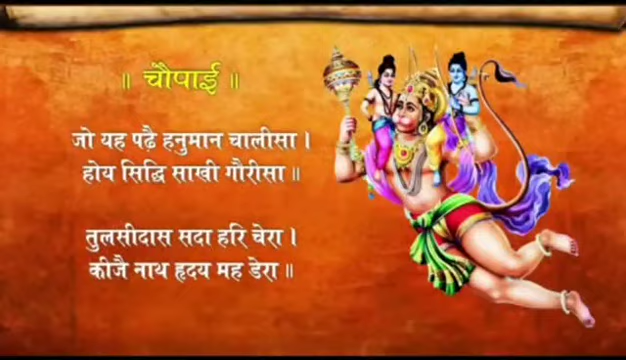 ॥ चौपाई ॥
जो यह पढ़ै हनुमान चालीसा ।
होय सिद्धि साखी गौरीसा ॥
तुलसीदास सदा हरि चेरा ।
कीजै नाथ हृदय मह डेरा ॥